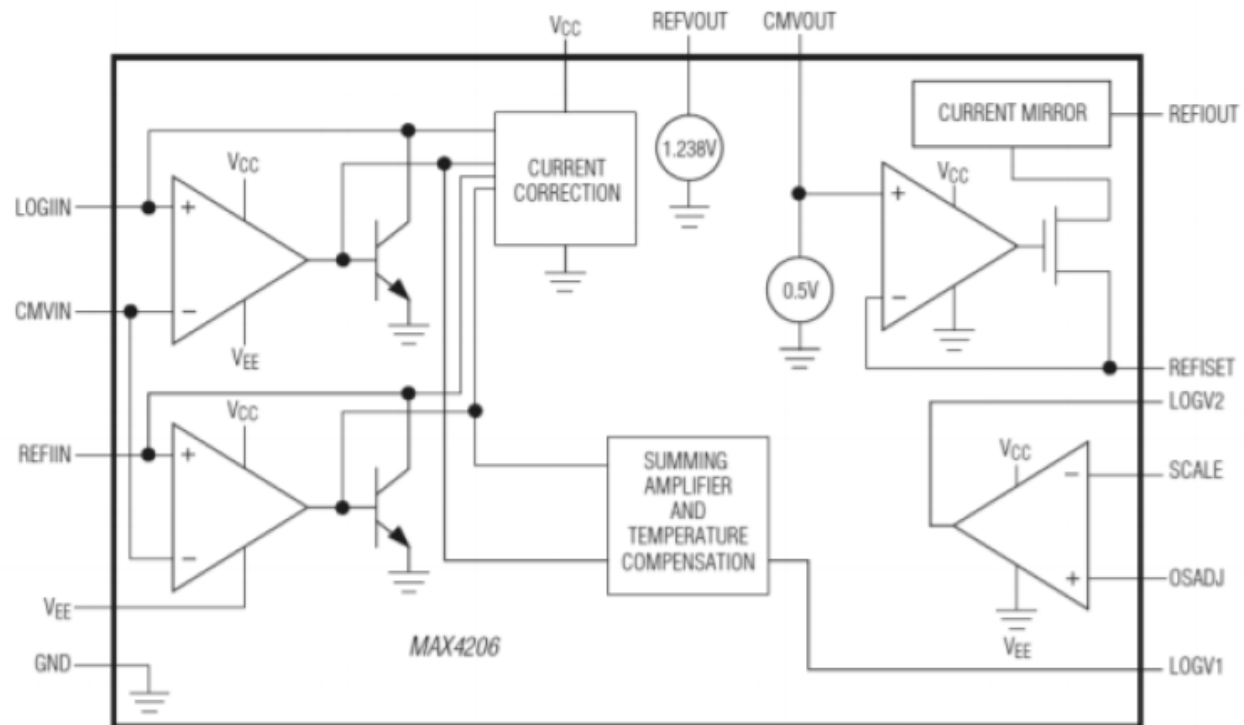 VCC
REFVOUT
CMVOUT
CURRENT MIRROR
REFIOUT
1.238V
VCC
CURRENT
CORRECTION
VCC
LOGIIN
+
+
0.5V
CMVIN
−
−
VEE
REFISET
VCC
LOGV2
REFIIN
+
SUMMING
AMPLIFIER
AND
TEMPERATURE
COMPENSATION
VCC
−
SCALE
−
+
OSADJ
VEE
MAX4206
VEE
GND
LOGV1